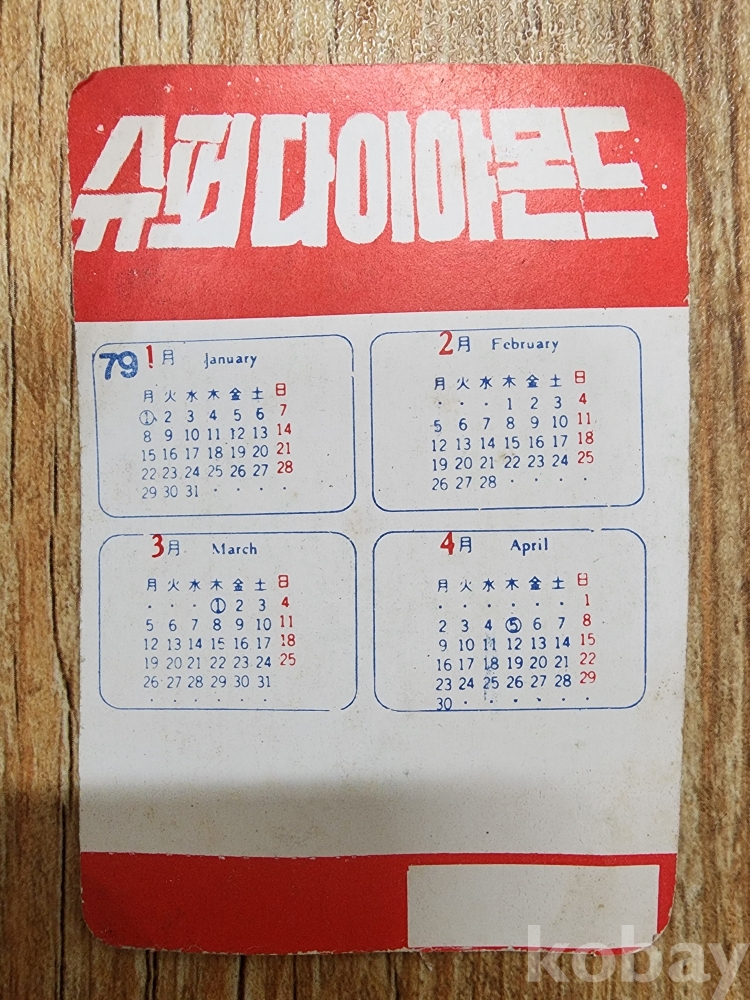 슈퍼 다이아몬드
79 1月 January
月 火 水 木 金 土 日
① 2 3 4 5 6 7
8 9 10 11 12 13 14
15 16 17 18 19 20 21
22 23 24 25 26 27 28
29 30 31 · · · ·
2月 February
月 火 水 木 金 土 日
· · · 1 2 3 4
5 6 7 8 9 10 11
12 13 14 15 16 17 18
19 20 21 22 23 24 25
26 27 28 · · · ·
3月 March
月 火 水 木 金 土 日
· · · ① 2 3 4
5 6 7 8 9 10 11
12 13 14 15 16 17 18
19 20 21 22 23 24 25
26 27 28 29 30 31
· · · · · ·
4月 April
月 火 水 木 金 土 日
· · · · · · 1
2 3 4 ⑤ 6 7 8
9 10 11 12 13 14 15
16 17 18 19 20 21 22
23 24 25 26 27 28 29
30 · · · · · ·
kobay